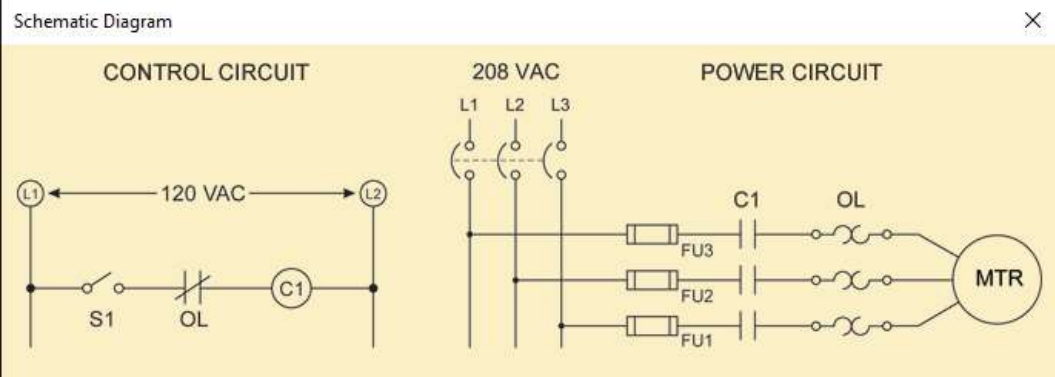 Schematic Diagram
CONTROL CIRCUIT
208 VAC
POWER CIRCUIT
L1 L2 L3
L1 120 VAC L2
C1 OL
FU3
MTR
C1
FU2
S1 OL
FU1